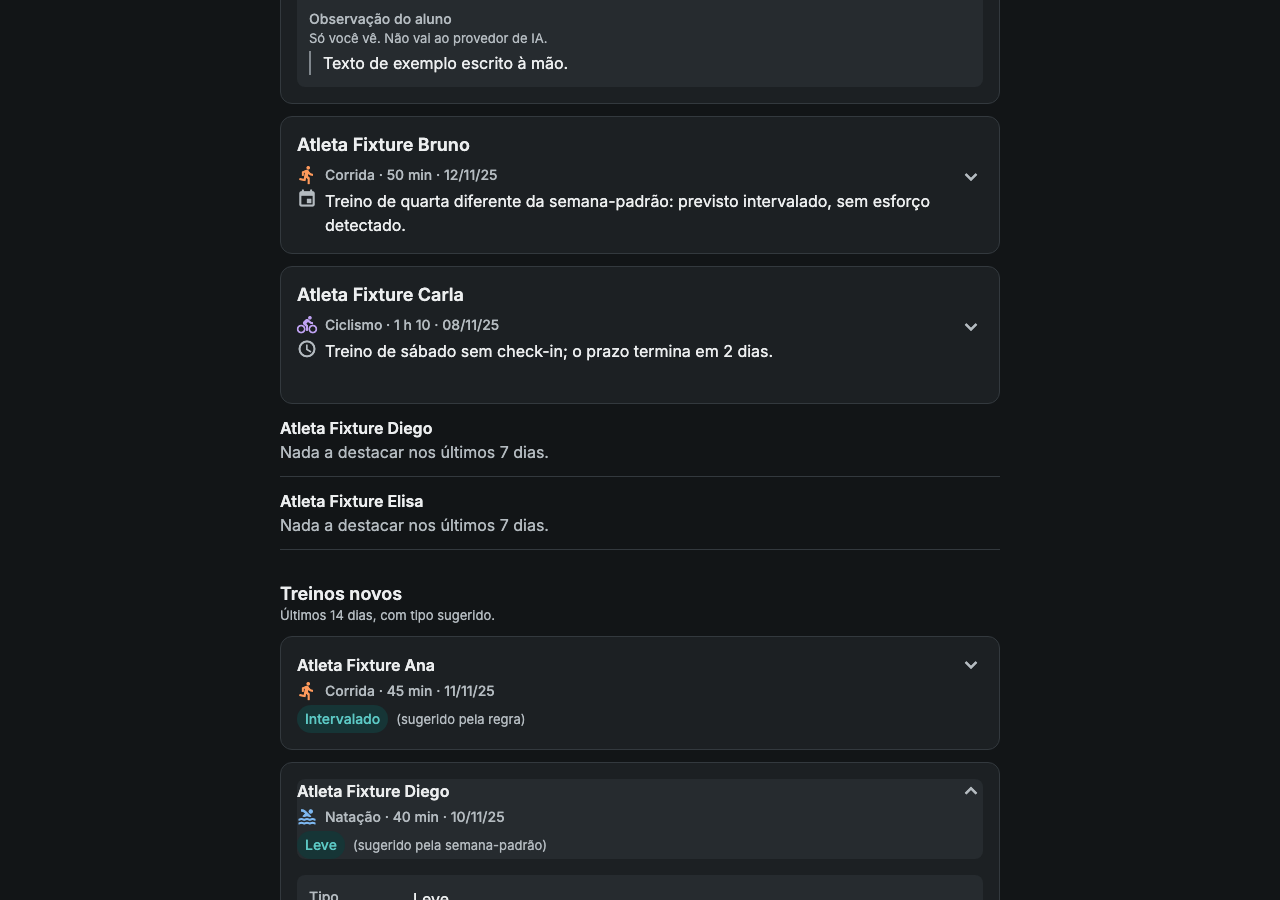 Observação do aluno
Só você vê. Não vai ao provedor de IA.
Texto de exemplo escrito à mão.
Atleta Fixture Bruno
Corrida · 50 min · 12/11/25
Treino de quarta diferente da semana-padrão: previsto intervalado, sem esforço
detectado.
Atleta Fixture Carla
Ciclismo · 1 h 10 · 08/11/25
Treino de sábado sem check-in; o prazo termina em 2 dias.
Atleta Fixture Diego
Nada a destacar nos últimos 7 dias.
Atleta Fixture Elisa
Nada a destacar nos últimos 7 dias.
Treinos novos
Últimos 14 dias, com tipo sugerido.
Atleta Fixture Ana
Corrida · 45 min · 11/11/25
Intervalado (sugerido pela regra)
Atleta Fixture Diego
Natação · 40 min · 10/11/25
Leve (sugerido pela semana-padrão)
Tipo Leve